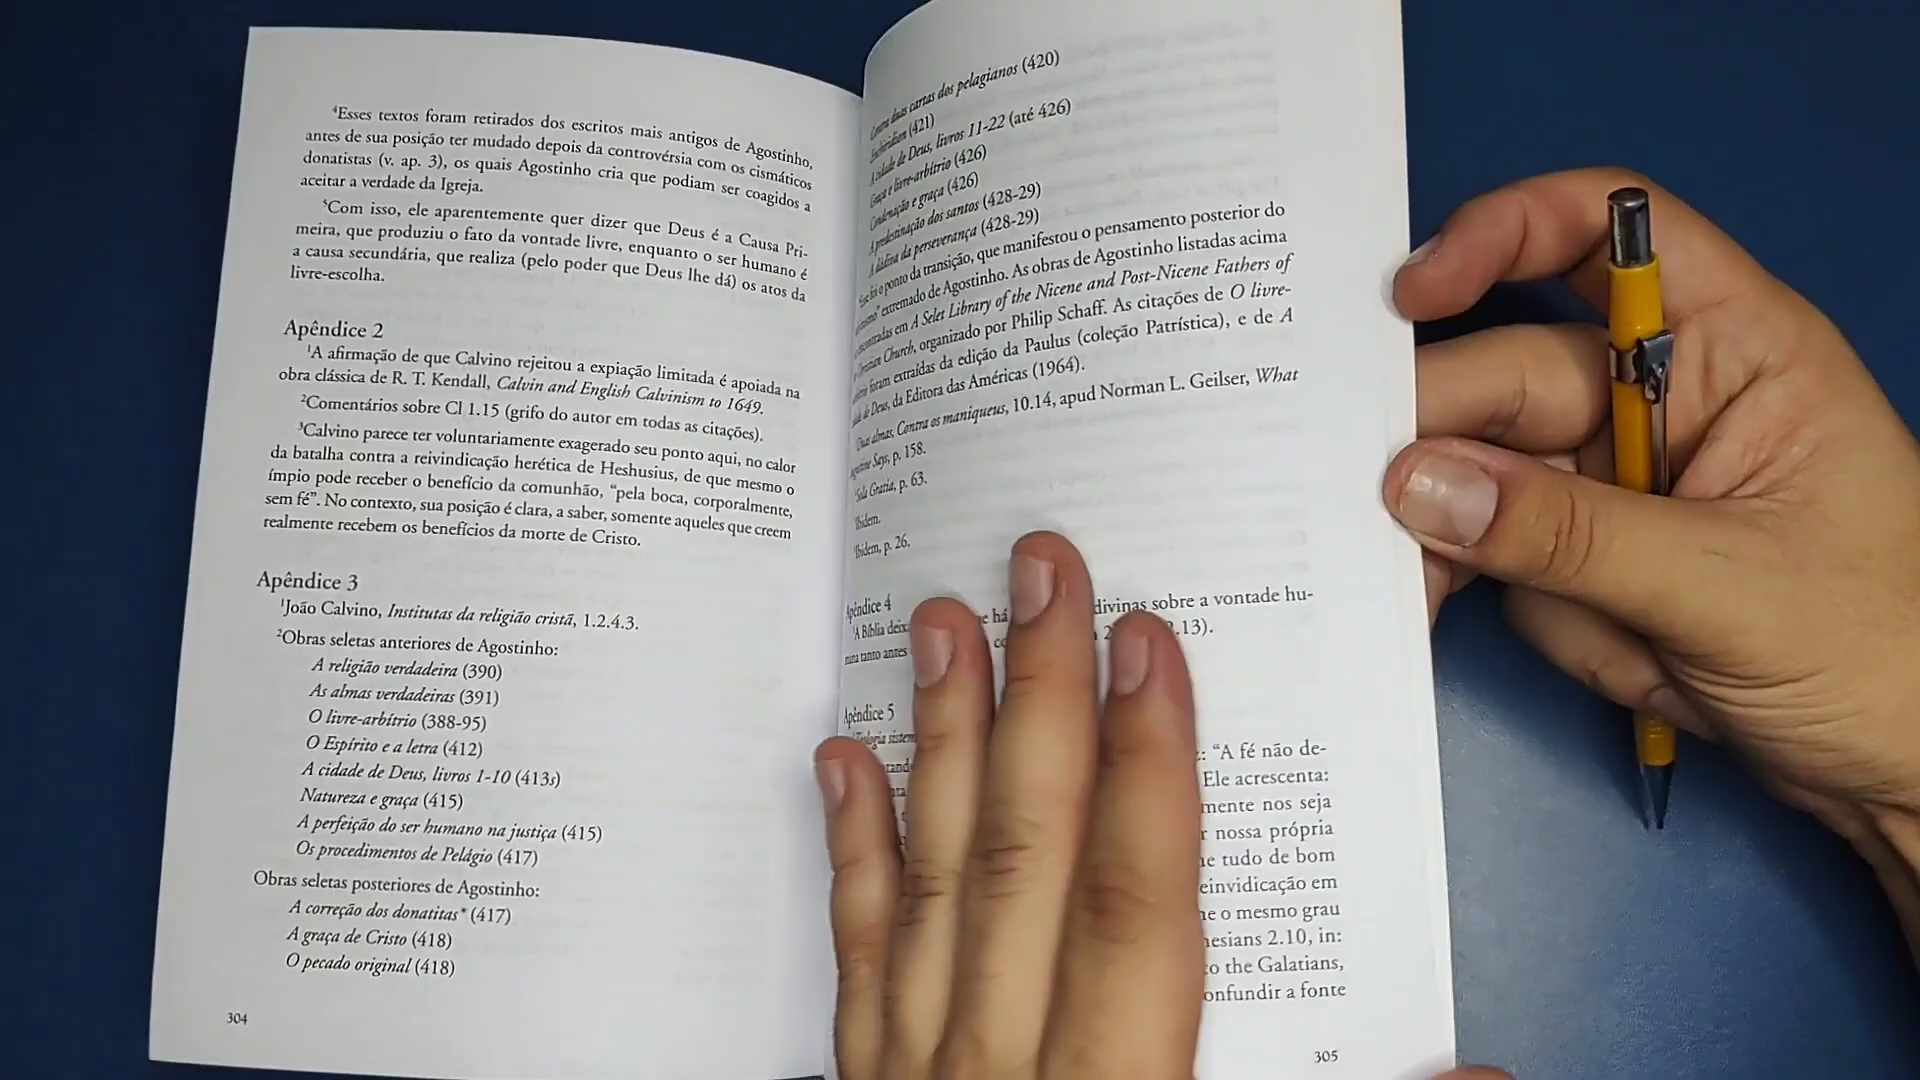 ⁴Esses textos foram retirados dos escritos mais antigos de Agostinho,
antes de sua posição ter mudado depois da controvérsia com os cismáticos
donatistas (v. ap. 3), os quais Agostinho cria que podiam ser coagidos a
aceitar a verdade da Igreja.
⁵Com isso, ele aparentemente quer dizer que Deus é a Causa Pri-
meira, que produziu o fato da vontade livre, enquanto o ser humano é
a causa secundária, que realiza (pelo poder que Deus lhe dá) os atos da
livre-escolha.
Apêndice 2
¹A afirmação de que Calvino rejeitou a expiação limitada é apoiada na
obra clássica de R. T. Kendall, Calvin and English Calvinism to 1649.
²Comentários sobre Cl 1.15 (grifo do autor em todas as citações).
³Calvino parece ter voluntariamente exagerado seu ponto aqui, no calor
da batalha contra a reivindicação herética de Heshusius, de que mesmo o
ímpio pode receber o benefício da comunhão, “pela boca, corporalmente,
sem fé”. No contexto, sua posição é clara, a saber, somente aqueles que creem
realmente recebem os benefícios da morte de Cristo.
Apêndice 3
¹João Calvino, Institutas da religião cristã, 1.2.4.3.
²Obras seletas anteriores de Agostinho:
A religião verdadeira (390)
As almas verdadeiras (391)
O livre-arbítrio (388-95)
O Espírito e a letra (412)
A cidade de Deus, livros 1-10 (413s)
Natureza e graça (415)
A perfeição do ser humano na justiça (415)
Os procedimentos de Pelágio (417)
Obras seletas posteriores de Agostinho:
A correção dos donatitas* (417)
A graça de Cristo (418)
O pecado original (418)
304
Contra duas cartas dos pelagianos (420)
Enchiridion (421)
A cidade de Deus, livros 11-22 (até 426)
Graça e livre-arbítrio (426)
Condenação e graça (426)
A predestinação dos santos (428-29)
A dádiva da perseverança (428-29)
foi o ponto da transição, que manifestou o pensamento posterior do
extremado de Agostinho. As obras de Agostinho listadas acima
encontradas em A Selet Library of the Nicene and Post-Nicene Fathers of
Christian Church, organizado por Philip Schaff. As citações de O livre-
foram extraídas da edição da Paulus (coleção Patrística), e de A
de Deus, da Editora das Américas (1964).
Duas almas, Contra os maniqueus, 10.14, apud Norman L. Geilser, What
Says, p. 158.
Sola Gratia, p. 63.
Ibidem.
Ibidem, p. 26.
Apêndice 4
¹A Bíblia há divinas sobre a vontade hu-
tanto antes .13).
Apêndice 5
Teologia
“A fé não de-
Ele acrescenta:
mente nos seja
nossa própria
tudo de bom
einvidicação em
o mesmo grau
hesians 2.10, in:
to the Galatians,
onfundir a fonte
305